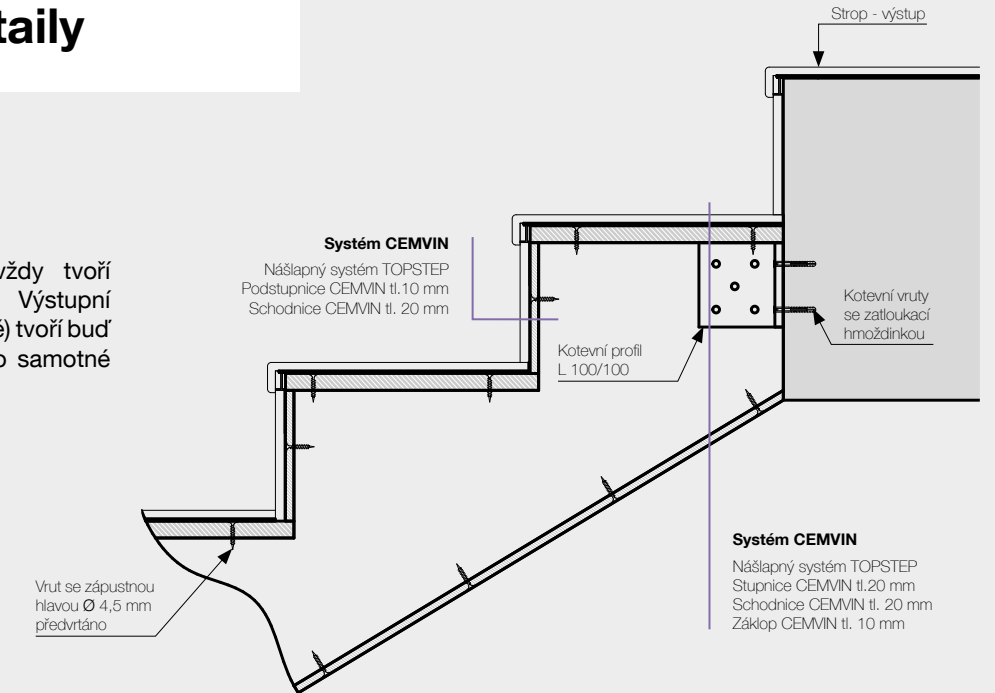 taily
vždy tvoří
Výstupní
tvoří buď
samotné
Strop - výstup
Systém CEMVIN
Nášlapný systém TOPSTEP
Podstupnice CEMVIN tl.10 mm
Schodnice CEMVIN tl. 20 mm
Kotevní vruty
se zatloukací
hmoždinkou
Kotevní profil
L 100/100
Vrut se zápustnou
hlavou Ø 4,5 mm
předvrtáno
Systém CEMVIN
Nášlapný systém TOPSTEP
Stupnice CEMVIN tl.20 mm
Schodnice CEMVIN tl. 20 mm
Záklop CEMVIN tl. 10 mm